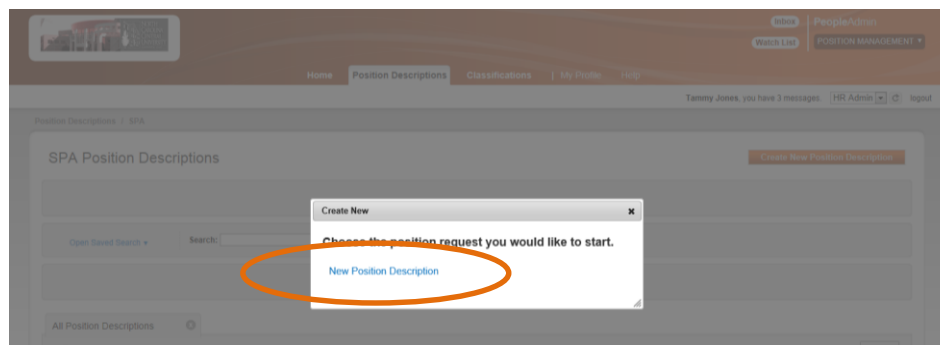 Inbox PeopleAdmin
Watch List POSITION MANAGEMENT
Home Position Descriptions Classifications | My Profile Help
Tammy Jones, you have 3 messages. HR Admin logout
Position Descriptions / SPA
SPA Position Descriptions Create New Position Description
Create New
Open Saved Search Search: Choose the position request you would like to start.
New Position Description
All Position Descriptions